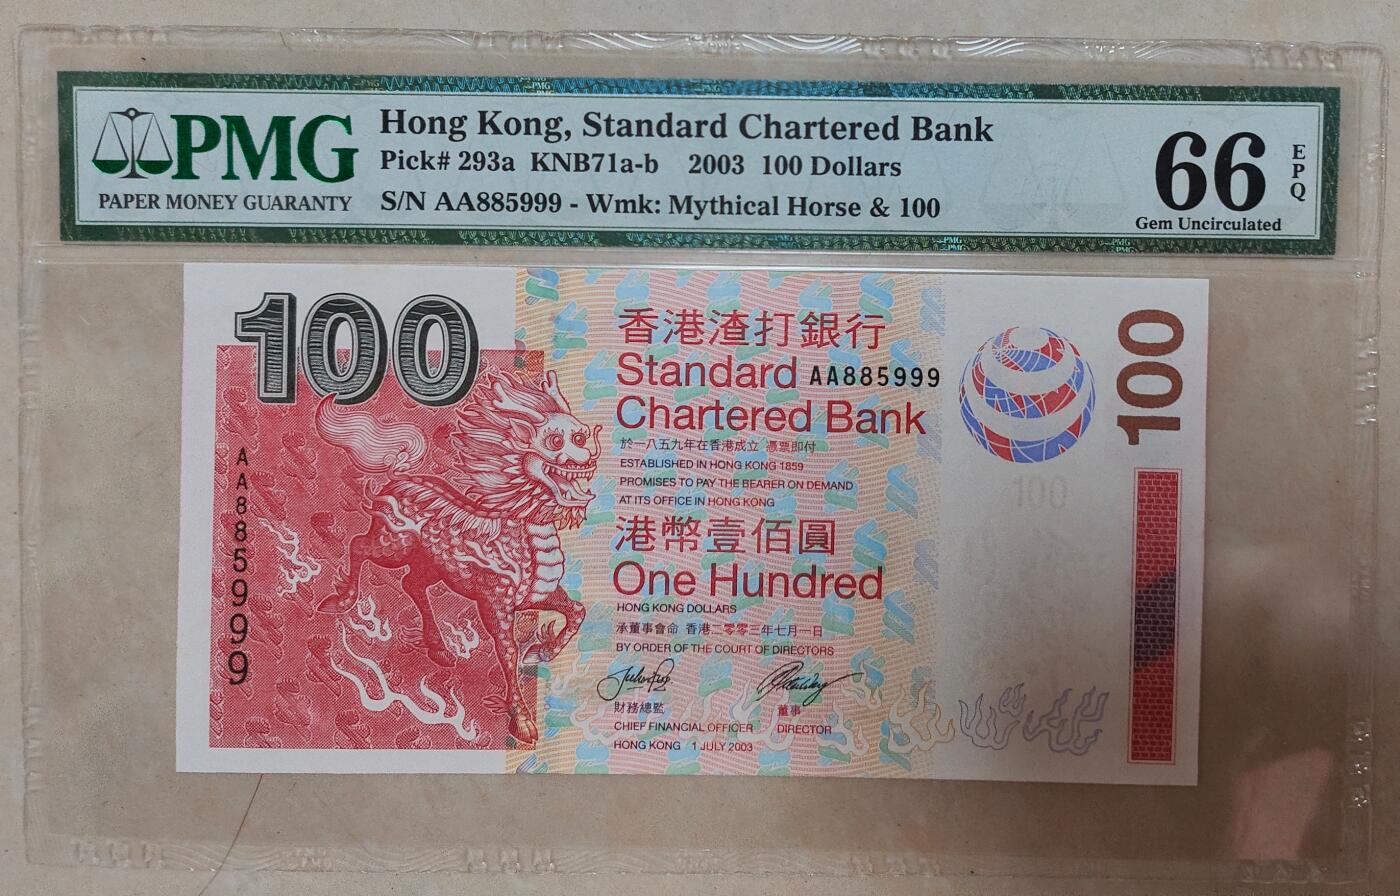 PMG
PAPER MONEY GUARANTY
Hong Kong, Standard Chartered Bank
Pick# 293a KNB71a-b 2003 100 Dollars
S/N AA885999 - Wmk: Mythical Horse & 100
66
EPQ
Gem Uncirculated
100
香港渣打銀行
Standard AA885999
Chartered Bank
於一八五九年在香港成立 憑票即付
ESTABLISHED IN HONG KONG 1859
PROMISES TO PAY THE BEARER ON DEMAND
AT ITS OFFICE IN HONG KONG
港幣壹佰圓
One Hundred
HONG KONG DOLLARS
承董事會命 香港二零零三年七月一日
BY ORDER OF THE COURT OF DIRECTORS
財務總監 董事
CHIEF FINANCIAL OFFICER DIRECTOR
HONG KONG 1 JULY 2003
AA885999
100
100